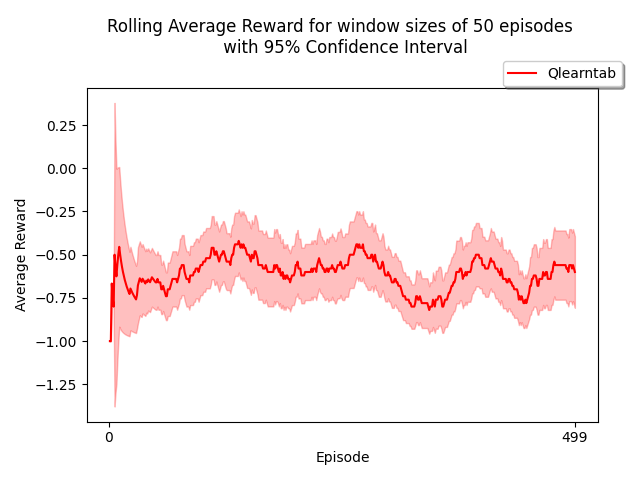 Rolling Average Reward for window sizes of 50 episodes
with 95% Confidence Interval
Qlearntab
Average Reward
0.25
0.00
−0.25
−0.50
−0.75
−1.00
−1.25
0
499
Episode